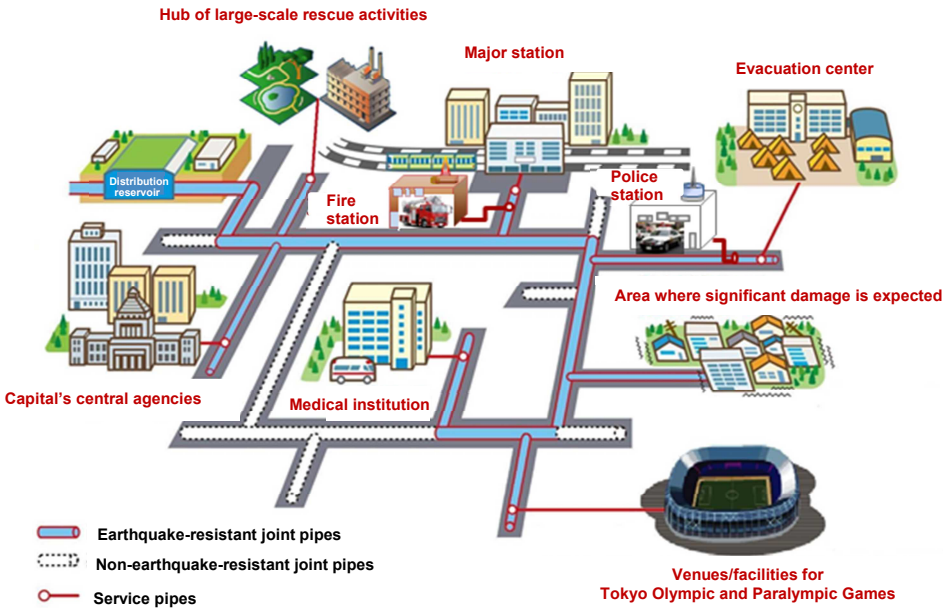 Hub of large-scale rescue activities
Major station
Evacuation center
Distribution
reservoir
Fire
station
Police
station
Area where significant damage is expected
Capital’s central agencies
Medical institution
Earthquake-resistant joint pipes
Non-earthquake-resistant joint pipes
Service pipes
Venues/facilities for
Tokyo Olympic and Paralympic Games